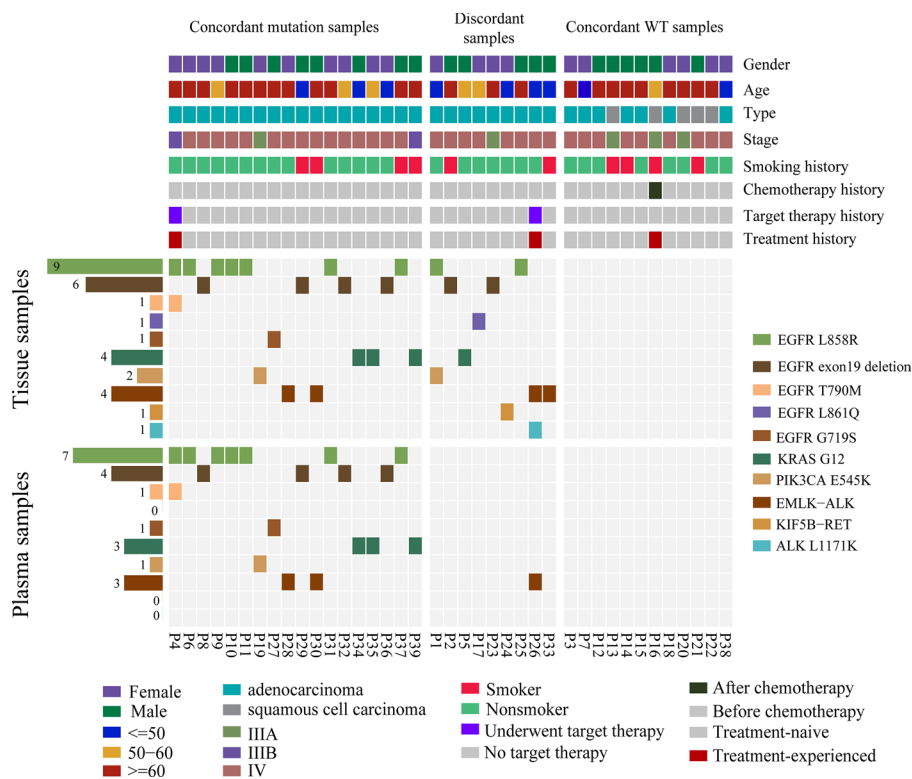 Concordant mutation samples
Discordant
samples
Concordant WT samples
Gender
Age
Type
Stage
Smoking history
Chemotherapy history
Target therapy history
Treatment history
Tissue samples
9
6
1
1
1
4
2
4
1
1
Plasma samples
7
4
1
0
1
3
1
3
0
0
EGFR L858R
EGFR exon19 deletion
EGFR T790M
EGFR L861Q
EGFR G719S
KRAS G12
PIK3CA E545K
EMLK−ALK
KIF5B−RET
ALK L1171K
P4 P6 P8 P9 P10 P11 P19 P27 P28 P29 P30 P31 P32 P34 P35 P36 P37 P39 P1 P2 P5 P17 P23 P24 P25 P26 P33 P3 P7 P12 P13 P14 P15 P16 P18 P20 P21 P22 P38
Female
Male
<=50
50−60
>=60
adenocarcinoma
squamous cell carcinoma
IIIA
IIIB
IV
Smoker
Nonsmoker
Underwent target therapy
No target therapy
After chemotherapy
Before chemotherapy
Treatment−naive
Treatment−experienced